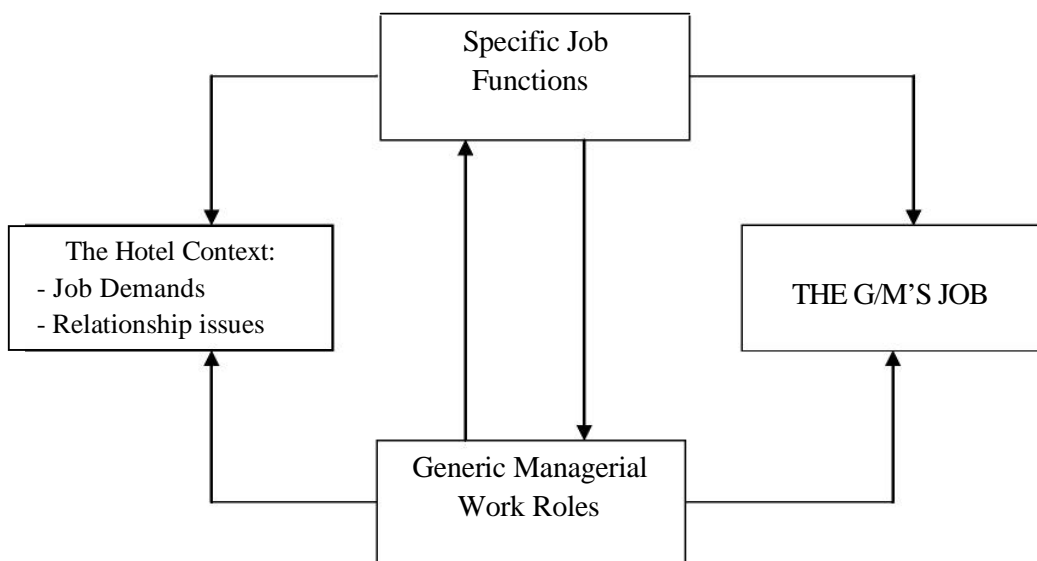 Specific Job
Functions
The Hotel Context:
- Job Demands
- Relationship issues
THE G/M’S JOB
Generic Managerial
Work Roles